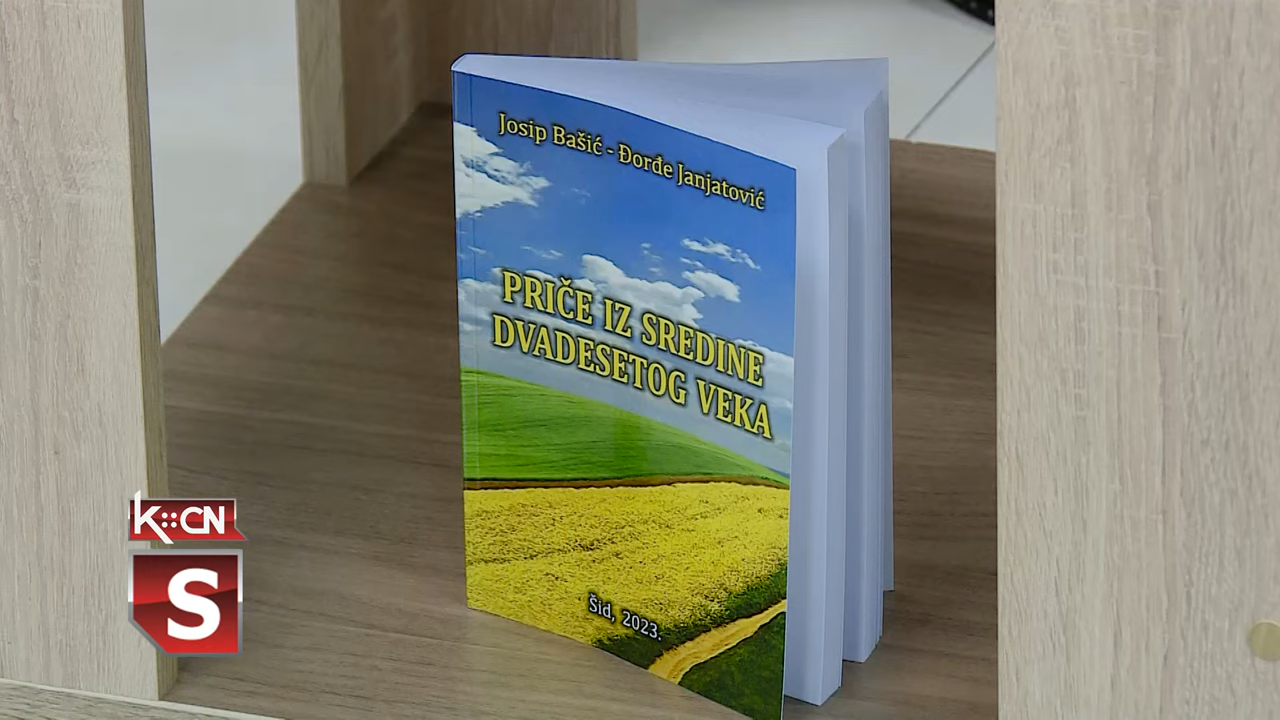 Josip Bašić - Đorđe Janjatović
PRIČE IZ SREDINE
DVADESETOG VEKA
Šid, 2023.
K::CN
S